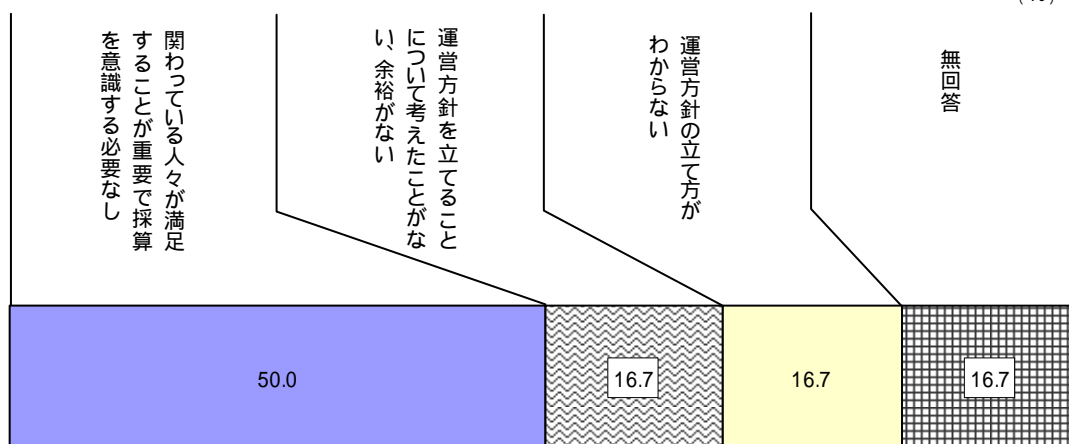 関わっている人々が満足
することが重要で採算
を意識する必要なし
運営方針を立てること
について考えたことがな
い、余裕がない
運営方針の立て方が
わからない
無回答
50.0
16.7
16.7
16.7